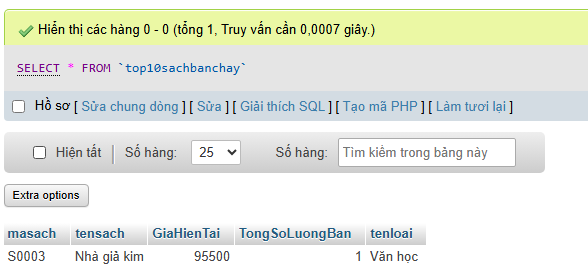 Hiển thị các hàng 0 - 0 (tổng 1, Truy vấn cần 0,0007 giây.)
SELECT * FROM `top10sachbanchay`
Hồ sơ [ Sửa chung dòng ] [ Sửa ] [ Giải thích SQL ] [ Tạo mã PHP ] [ Làm tươi lại ]
Hiện tất Số hàng: 25 Số hàng: Tìm kiếm trong bảng này
Extra options
masach tensach GiaHienTai TongSoLuongBan tenloai
S0003 Nhà giả kim 95500 1 Văn học